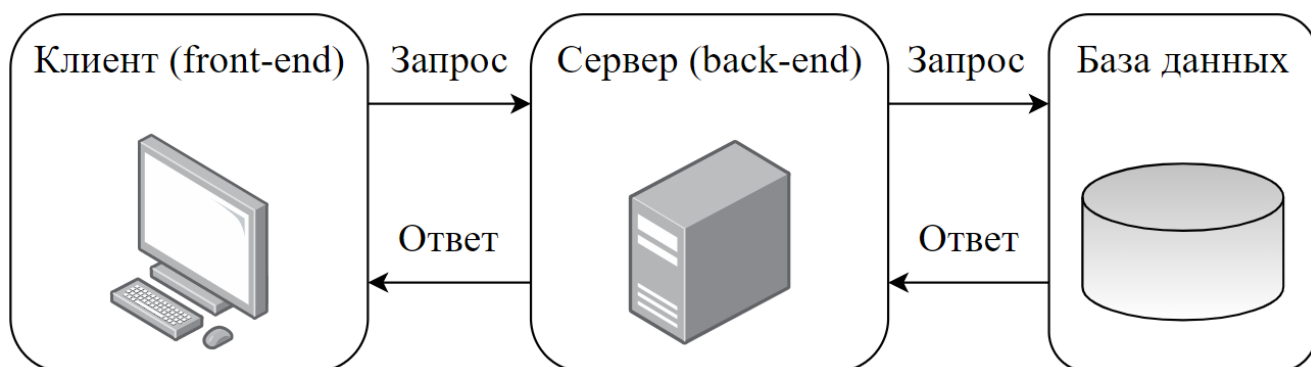 Клиент (front-end)
Запрос
Сервер (back-end)
Запрос
База данных
Ответ
Ответ